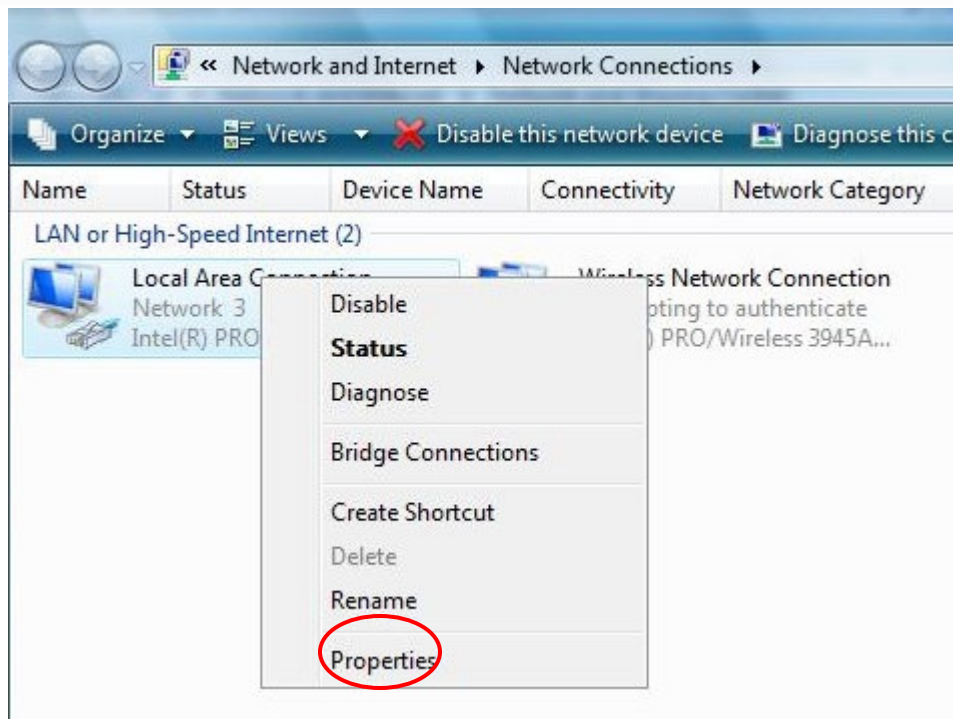 « Network and Internet ▸ Network Connections ▸
Organize Views Disable this network device Diagnose this c
Name Status Device Name Connectivity Network Category
LAN or High-Speed Internet (2)
Local Area Connection
Network 3
Intel(R) PRO
Wireless Network Connection
pting to authenticate
) PRO/Wireless 3945A...
Disable
Status
Diagnose
Bridge Connections
Create Shortcut
Delete
Rename
Properties